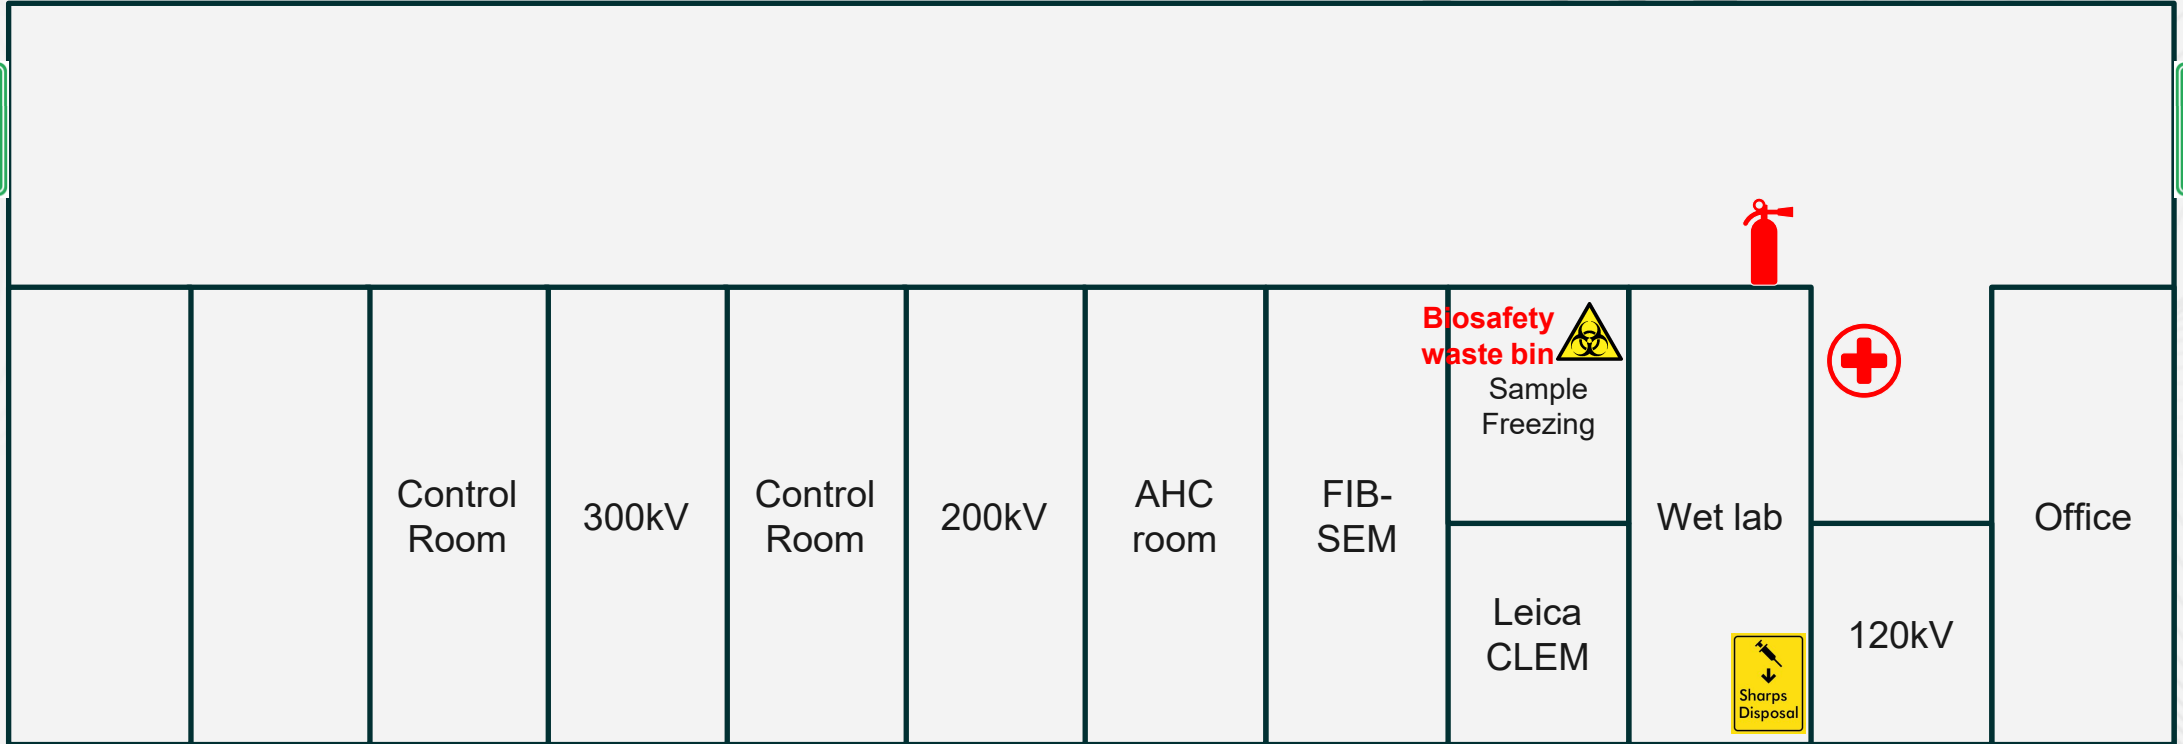 Biosafety
waste bin
Sample
Freezing
Control
Room
300kV
Control
Room
200kV
AHC
room
FIB-
SEM
Leica
CLEM
Wet lab
Sharps
Disposal
120kV
Office